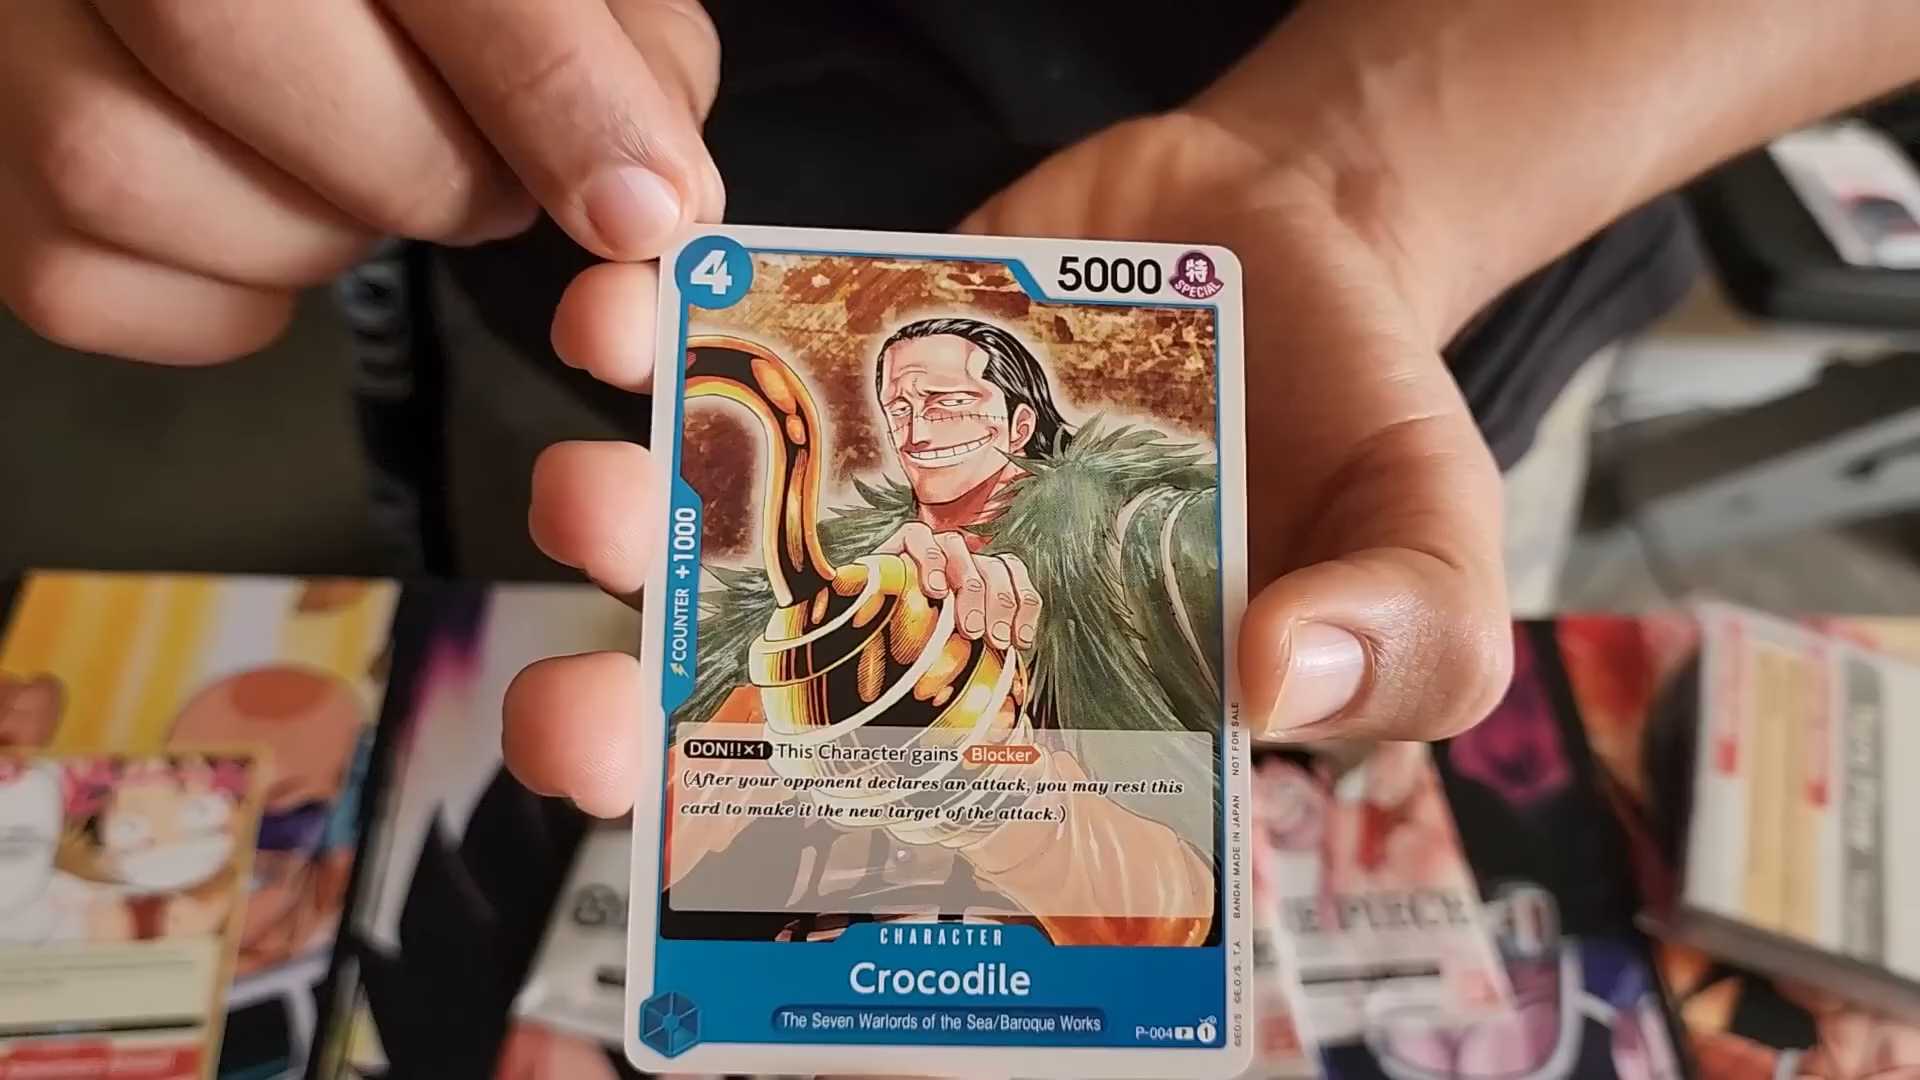 4
5000
特
SPECIAL
COUNTER +1000
DON!!×1 This Character gains Blocker
(After your opponent declares an attack, you may rest this
card to make it the new target of the attack.)
CHARACTER
Crocodile
The Seven Warlords of the Sea/Baroque Works
P-004 P 1
©E.O./S., T.A. BANDAI MADE IN JAPAN NOT FOR SALE
PIECE